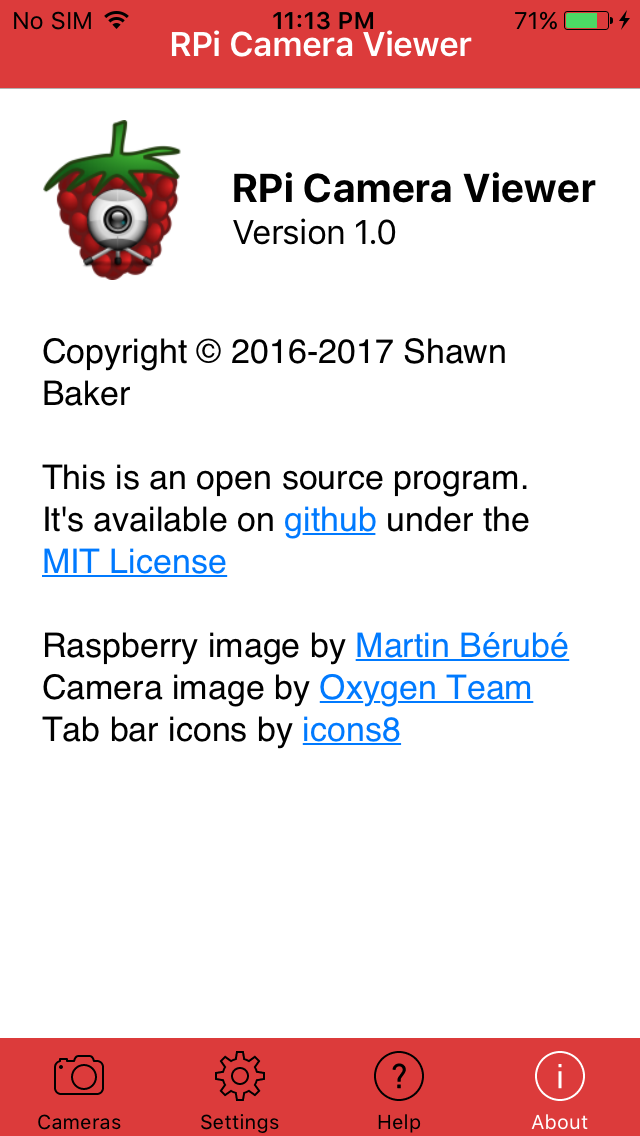 No SIM 11:13 PM 71%
RPi Camera Viewer
RPi Camera Viewer
Version 1.0
Copyright © 2016-2017 Shawn
Baker
This is an open source program.
It's available on github under the
MIT License
Raspberry image by Martin Bérubé
Camera image by Oxygen Team
Tab bar icons by icons8
Cameras Settings Help About